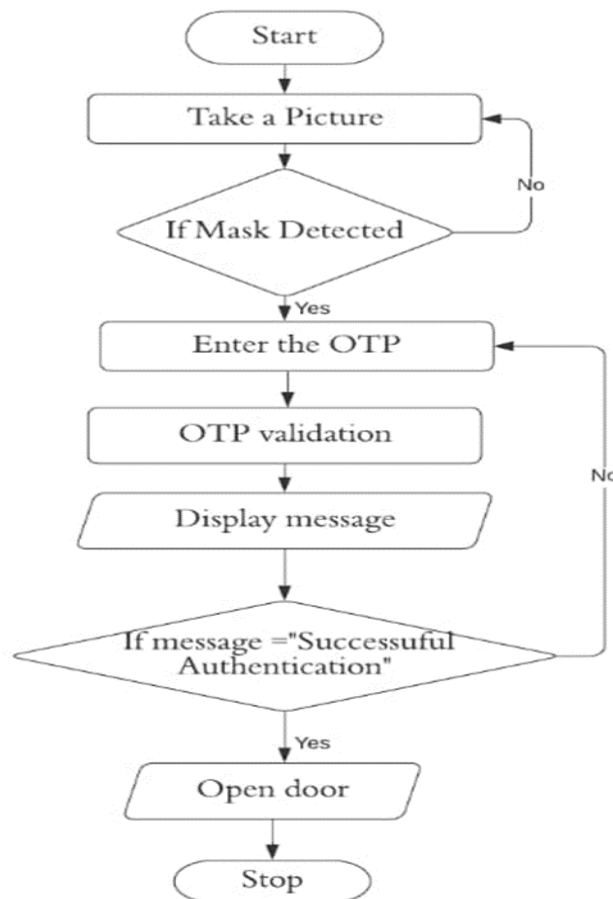 Start
Take a Picture
No
If Mask Detected
Yes
Enter the OTP
OTP validation
No
Display message
If message ="Successuful
Authentication"
Yes
Open door
Stop